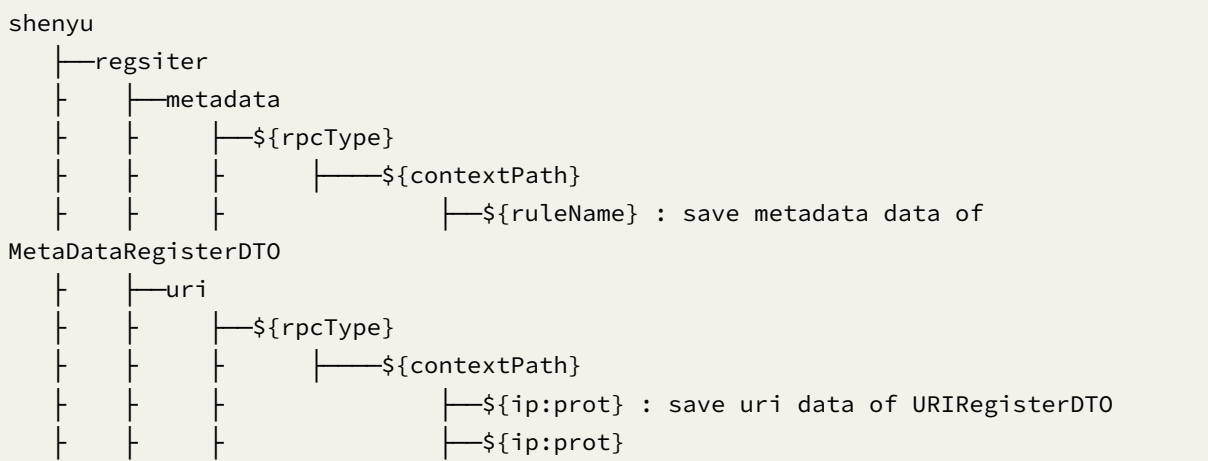 shenyu
   ├──regsiter
   ├    ├──metadata
   ├    ├     ├──${rpcType}
   ├    ├     ├      ├────${contextPath}
   ├    ├     ├               ├──${ruleName} : save metadata data of
MetaDataRegisterDTO
   ├    ├──uri
   ├    ├     ├──${rpcType}
   ├    ├     ├      ├────${contextPath}
   ├    ├     ├               ├──${ip:prot} : save uri data of URIRegisterDTO
   ├    ├     ├               ├──${ip:prot}